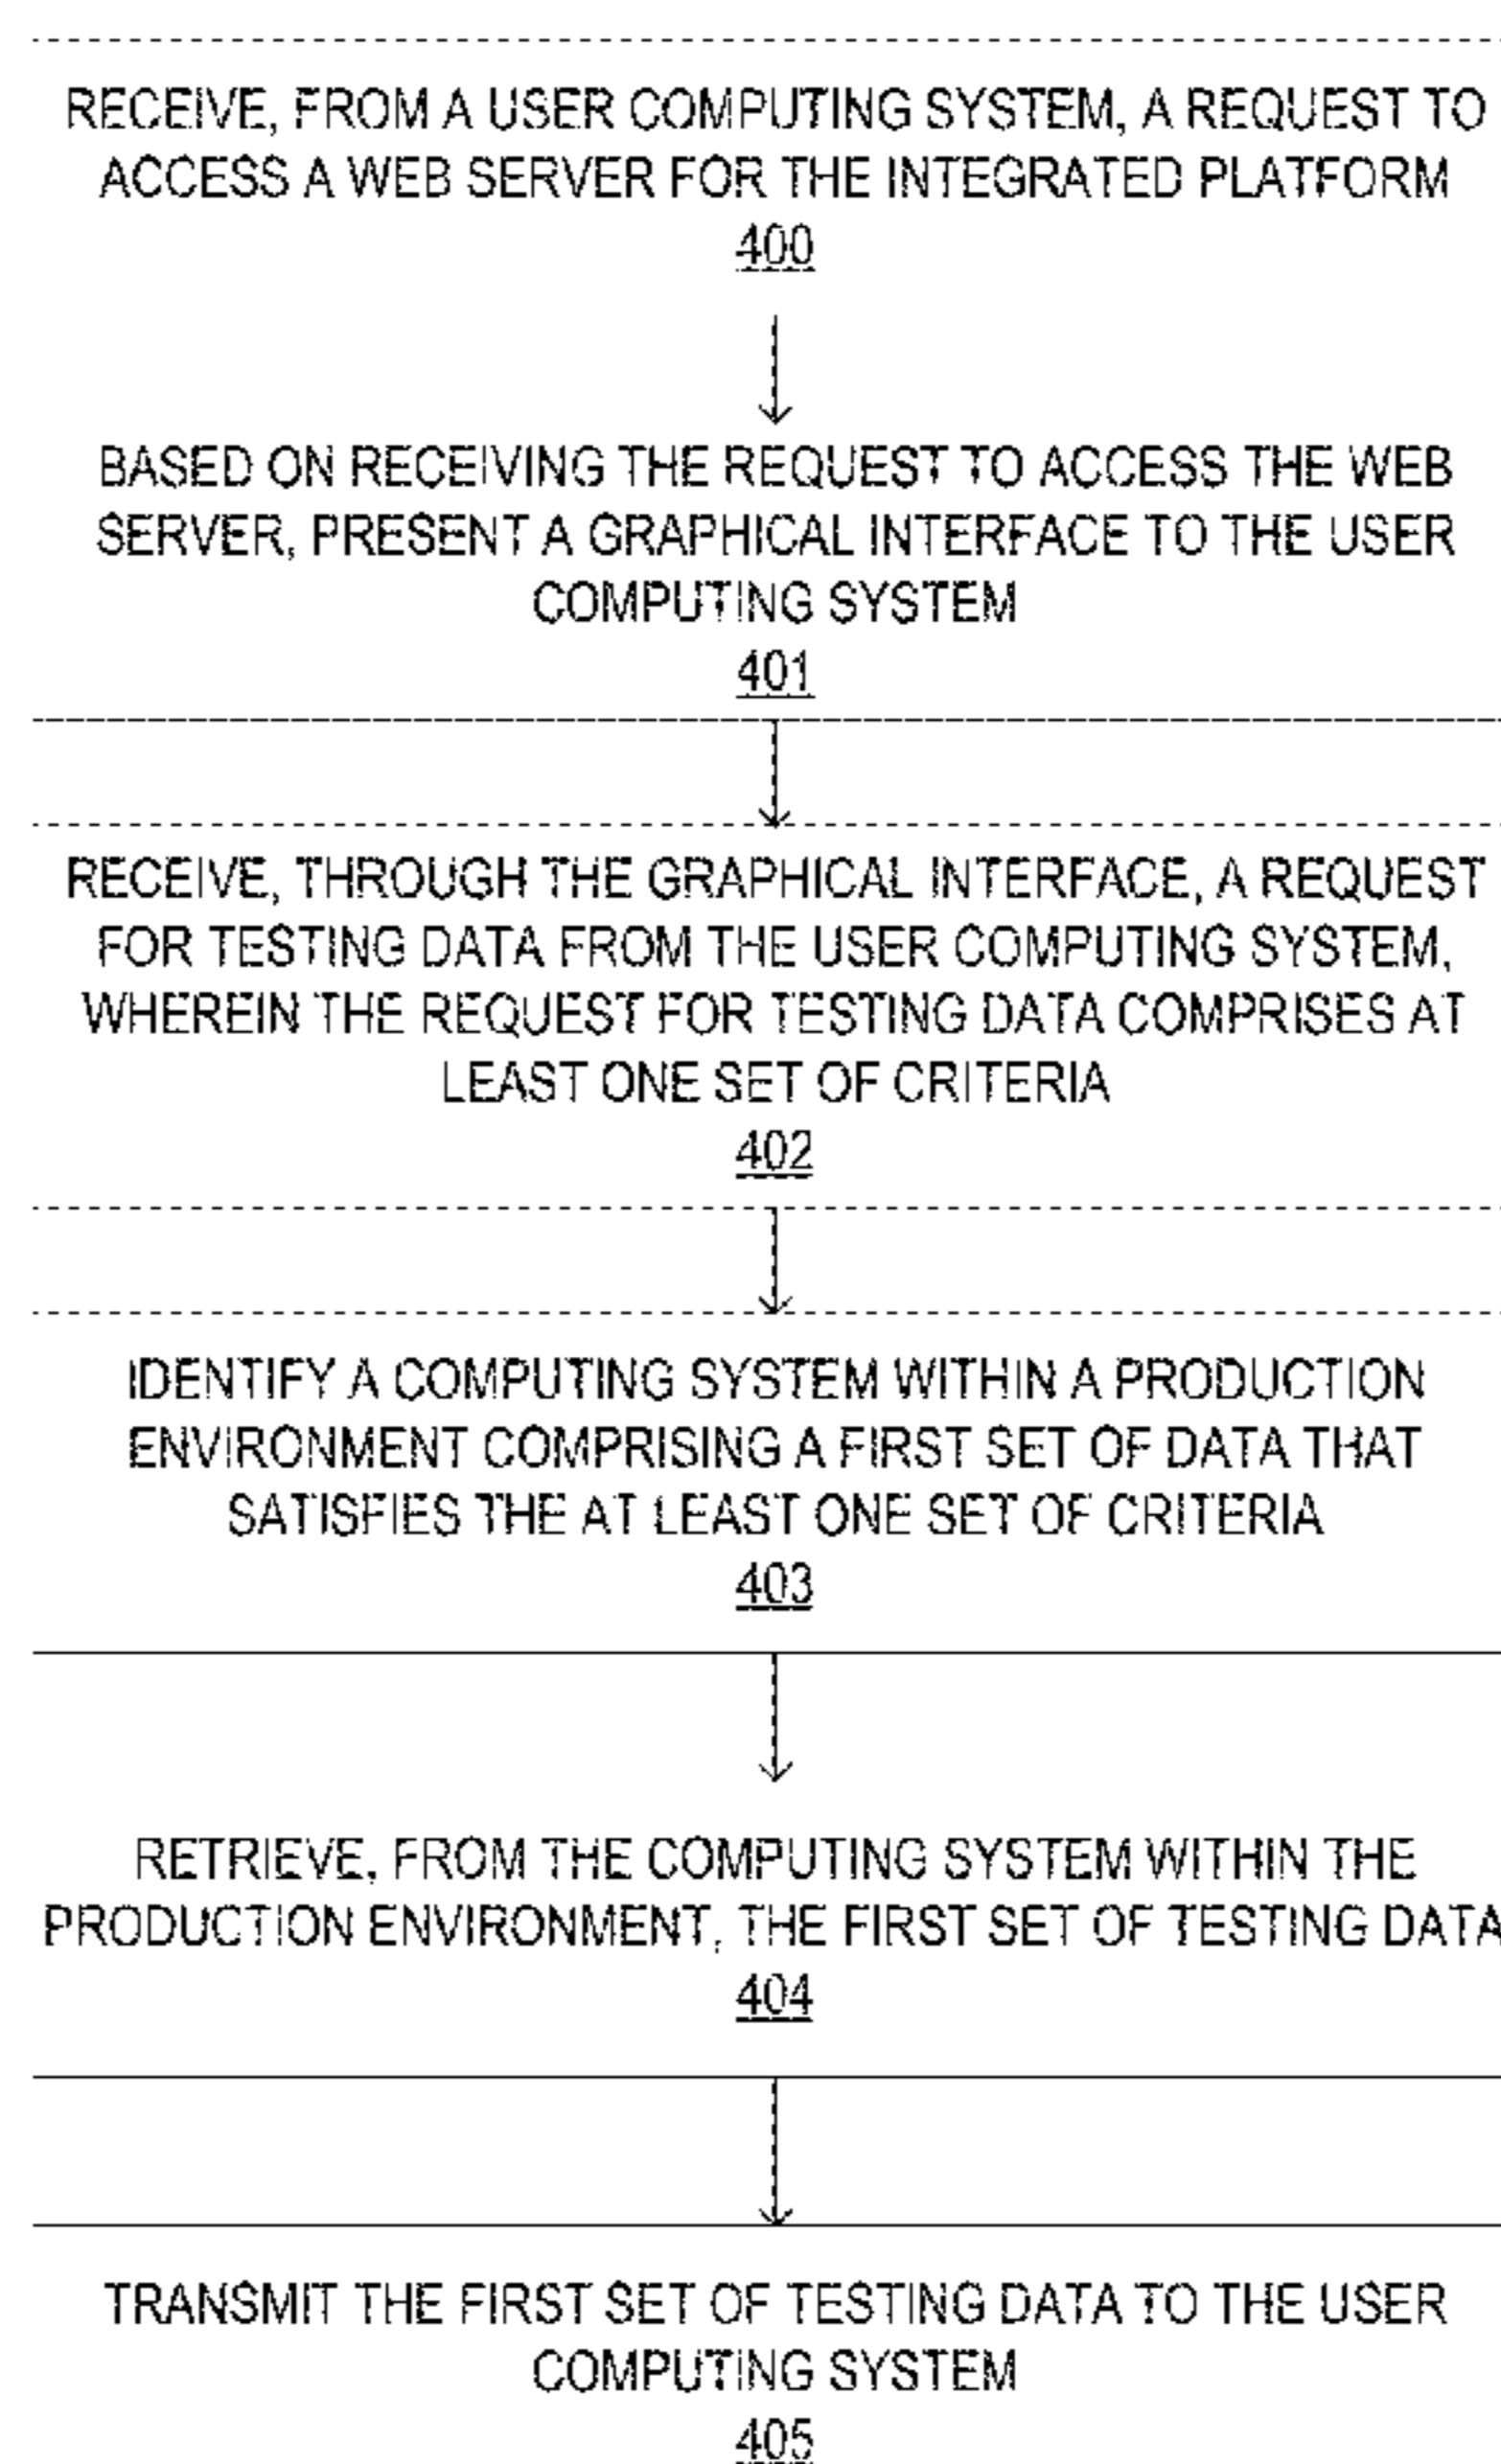 RECEIVE, FROM A USER COMPUTING SYSTEM, A REQUEST TO
ACCESS A WEB SERVER FOR THE INTEGRATED PLATFORM
400
BASED ON RECEIVING THE REQUEST TO ACCESS THE WEB
SERVER, PRESENT A GRAPHICAL INTERFACE TO THE USER
COMPUTING SYSTEM
401
RECEIVE, THROUGH THE GRAPHICAL INTERFACE, A REQUEST
FOR TESTING DATA FROM THE USER COMPUTING SYSTEM,
WHEREIN THE REQUEST FOR TESTING DATA COMPRISES AT
LEAST ONE SET OF CRITERIA
402
IDENTIFY A COMPUTING SYSTEM WITHIN A PRODUCTION
ENVIRONMENT COMPRISING A FIRST SET OF DATA THAT
SATISFIES THE AT LEAST ONE SET OF CRITERIA
403
RETRIEVE, FROM THE COMPUTING SYSTEM WITHIN THE
PRODUCTION ENVIRONMENT, THE FIRST SET OF TESTING DATA
404
TRANSMIT THE FIRST SET OF TESTING DATA TO THE USER
COMPUTING SYSTEM
405